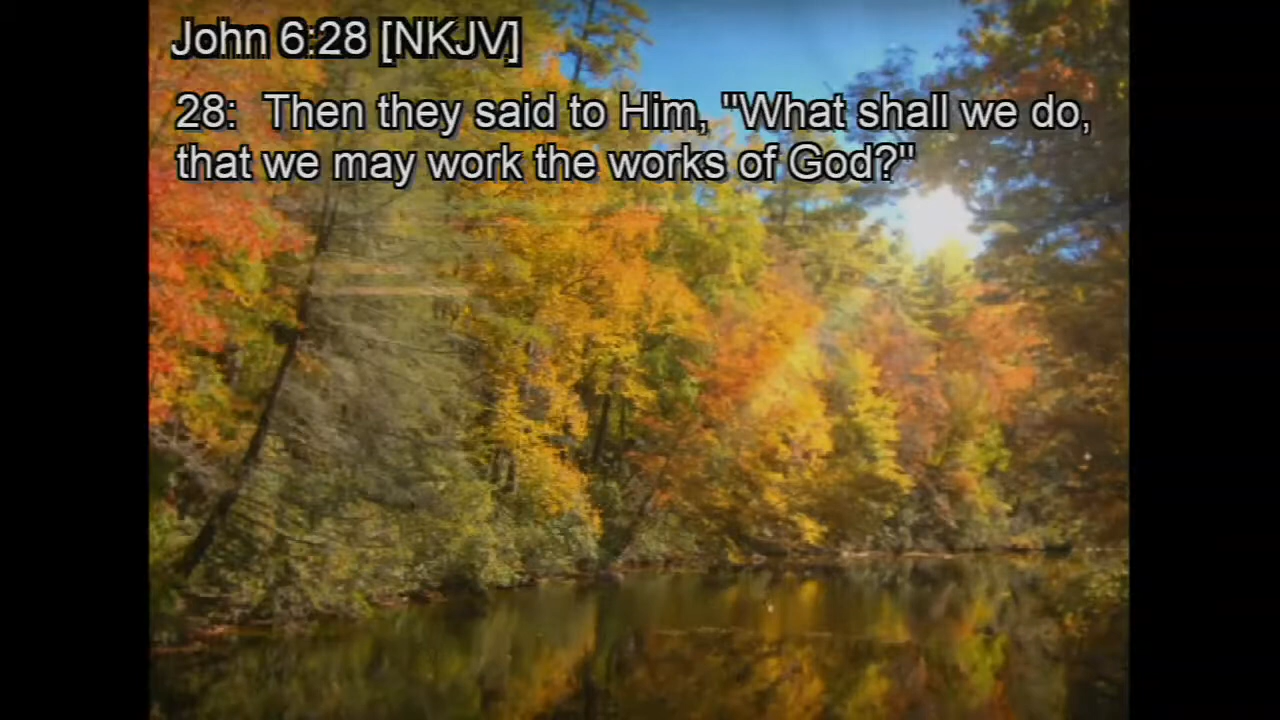 John 6:28 [NKJV]
28:  Then they said to Him, "What shall we do,
that we may work the works of God?"